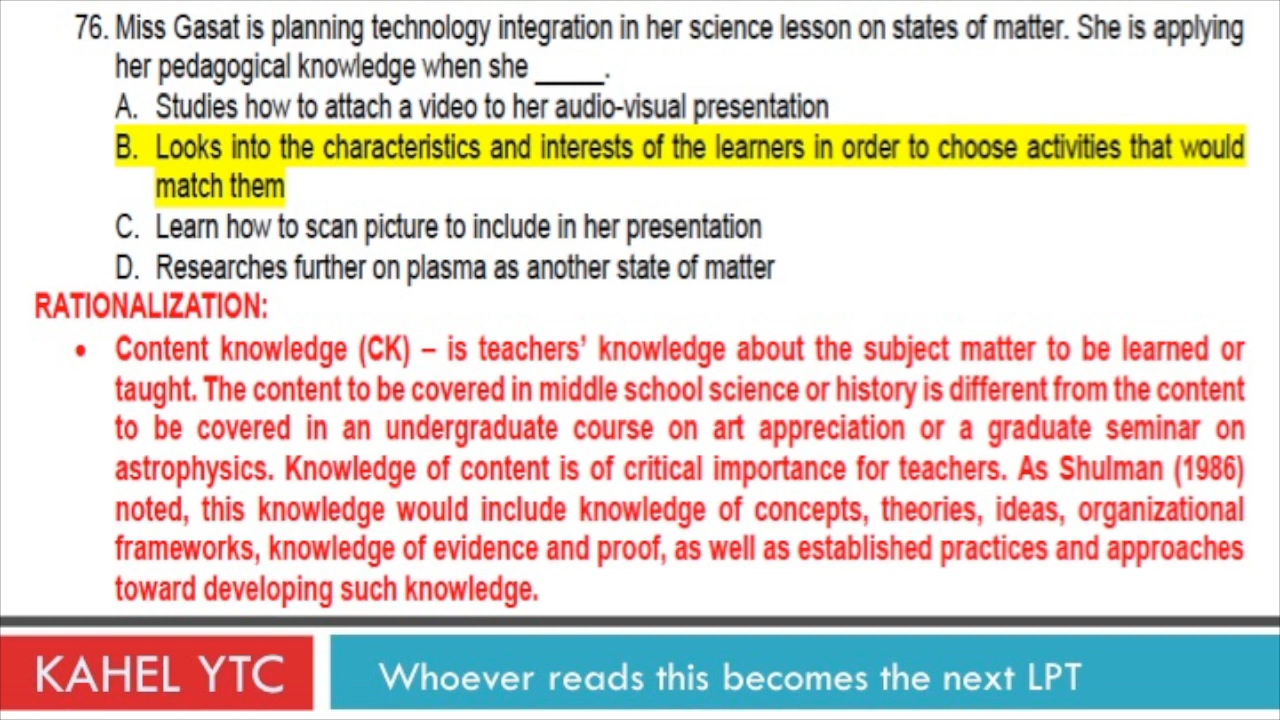 76. Miss Gasat is planning technology integration in her science lesson on states of matter. She is applying
her pedagogical knowledge when she _____.
A. Studies how to attach a video to her audio-visual presentation
B. Looks into the characteristics and interests of the learners in order to choose activities that would
match them
C. Learn how to scan picture to include in her presentation
D. Researches further on plasma as another state of matter
RATIONALIZATION:
• Content knowledge (CK) – is teachers’ knowledge about the subject matter to be learned or
taught. The content to be covered in middle school science or history is different from the content
to be covered in an undergraduate course on art appreciation or a graduate seminar on
astrophysics. Knowledge of content is of critical importance for teachers. As Shulman (1986)
noted, this knowledge would include knowledge of concepts, theories, ideas, organizational
frameworks, knowledge of evidence and proof, as well as established practices and approaches
toward developing such knowledge.
KAHEL YTC
Whoever reads this becomes the next LPT